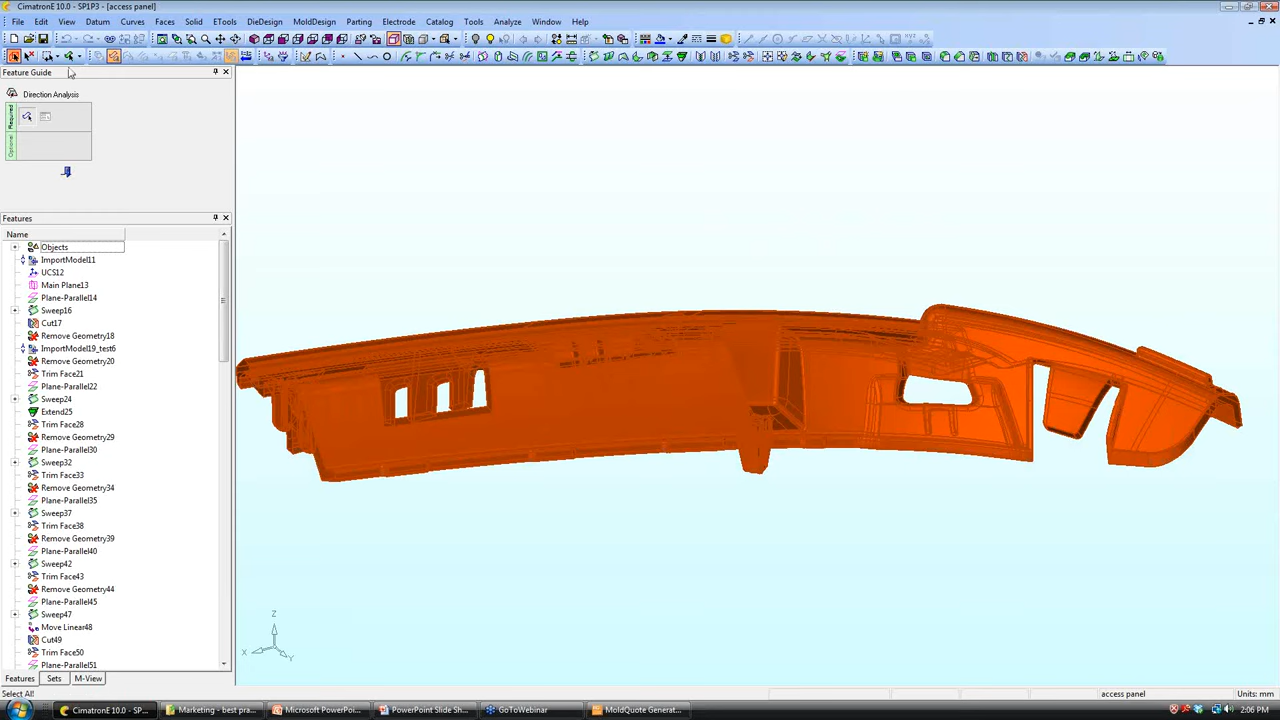 CimatronE 10.0 - SP1P3 - [access panel]
File Edit View Datum Curves Faces Solid ETools DieDesign MoldDesign Parting Electrode Catalog Tools Analyze Window Help
Feature Guide
Direction Analysis
Required
Optional
Features
Name
Objects
ImportModel11
UCS12
Main Plane13
Plane-Parallel14
Sweep16
Cut17
Remove Geometry18
ImportModel19_test6
Remove Geometry20
Trim Face21
Plane-Parallel22
Sweep24
Extend25
Trim Face28
Remove Geometry29
Plane-Parallel30
Sweep32
Trim Face33
Remove Geometry34
Plane-Parallel35
Sweep37
Trim Face38
Remove Geometry39
Plane-Parallel40
Sweep42
Trim Face43
Remove Geometry44
Plane-Parallel45
Sweep47
Move Linear48
Cut49
Trim Face50
Plane-Parallel51
Z
X
Y
Features Sets M-View
Select All
access panel Units: mm
CimatronE 10.0 - SP... Marketing - best pra... Microsoft PowerPoi... PowerPoint Slide Sh... GoToWebinar MoldQuote Generat... 2:06 PM